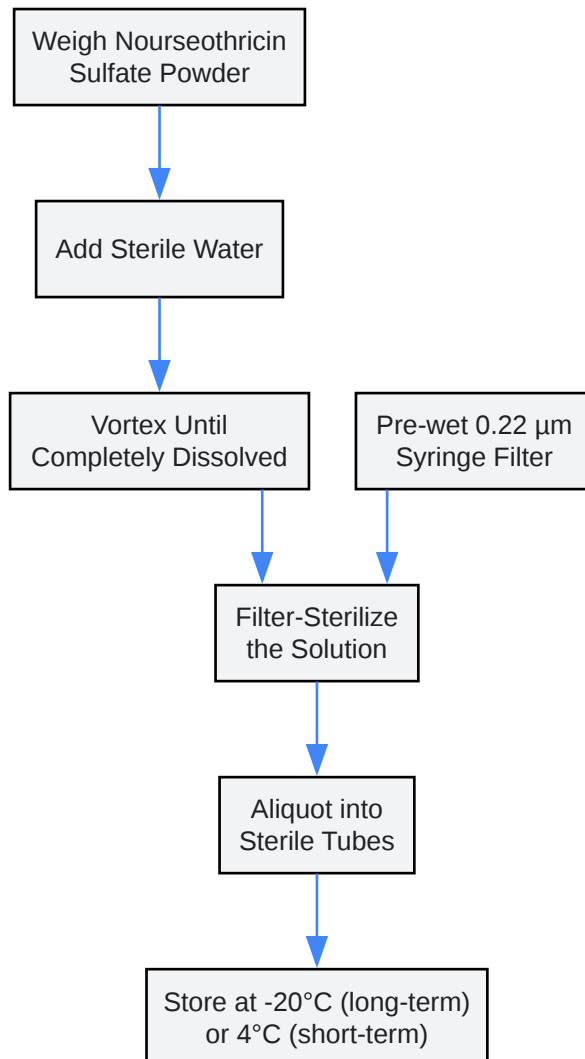 Weigh Nourseothricin
Sulfate Powder
Add Sterile Water
Vortex Until
Completely Dissolved
Pre-wet 0.22 µm
Syringe Filter
Filter-Sterilize
the Solution
Aliquot into
Sterile Tubes
Store at -20°C (long-term)
or 4°C (short-term)